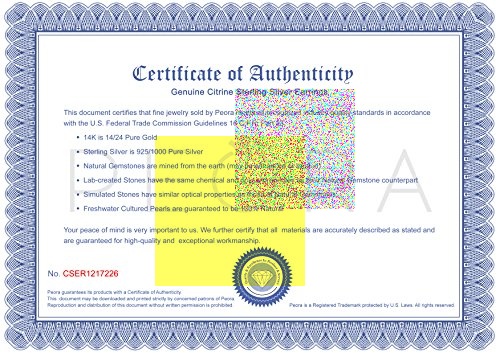 Certificate of Authenticity
Genuine Citrine Sterling Silver Earrings
This document certifies that fine jewelry sold by Peora standards in accordance
with the U.S. Federal Trade Commission Guidelines 16
14K is 14/24 Pure Gold
Sterling Silver is 925/1000 Pure Silver
Natural Gemstones are mined from the earth
Lab-created Stones have the same chemical and Gemstone counterpart
Simulated Stones have similar optical properties
Freshwater Cultured Pearls are guaranteed to be 100% Natural
Your peace of mind is very important to us. We further certify that all materials are accurately described as stated and
are guaranteed for high-quality and exceptional workmanship.
No. CSER1217226
Peora guarantees its products with a Certificate of Authenticity.
This document may be downloaded and printed strictly by concerned patrons of Peora
Reproduction and distribution of this document without written permission is prohibited.
Peora is a Registered Trademark protected by U.S. Laws. All rights reserved